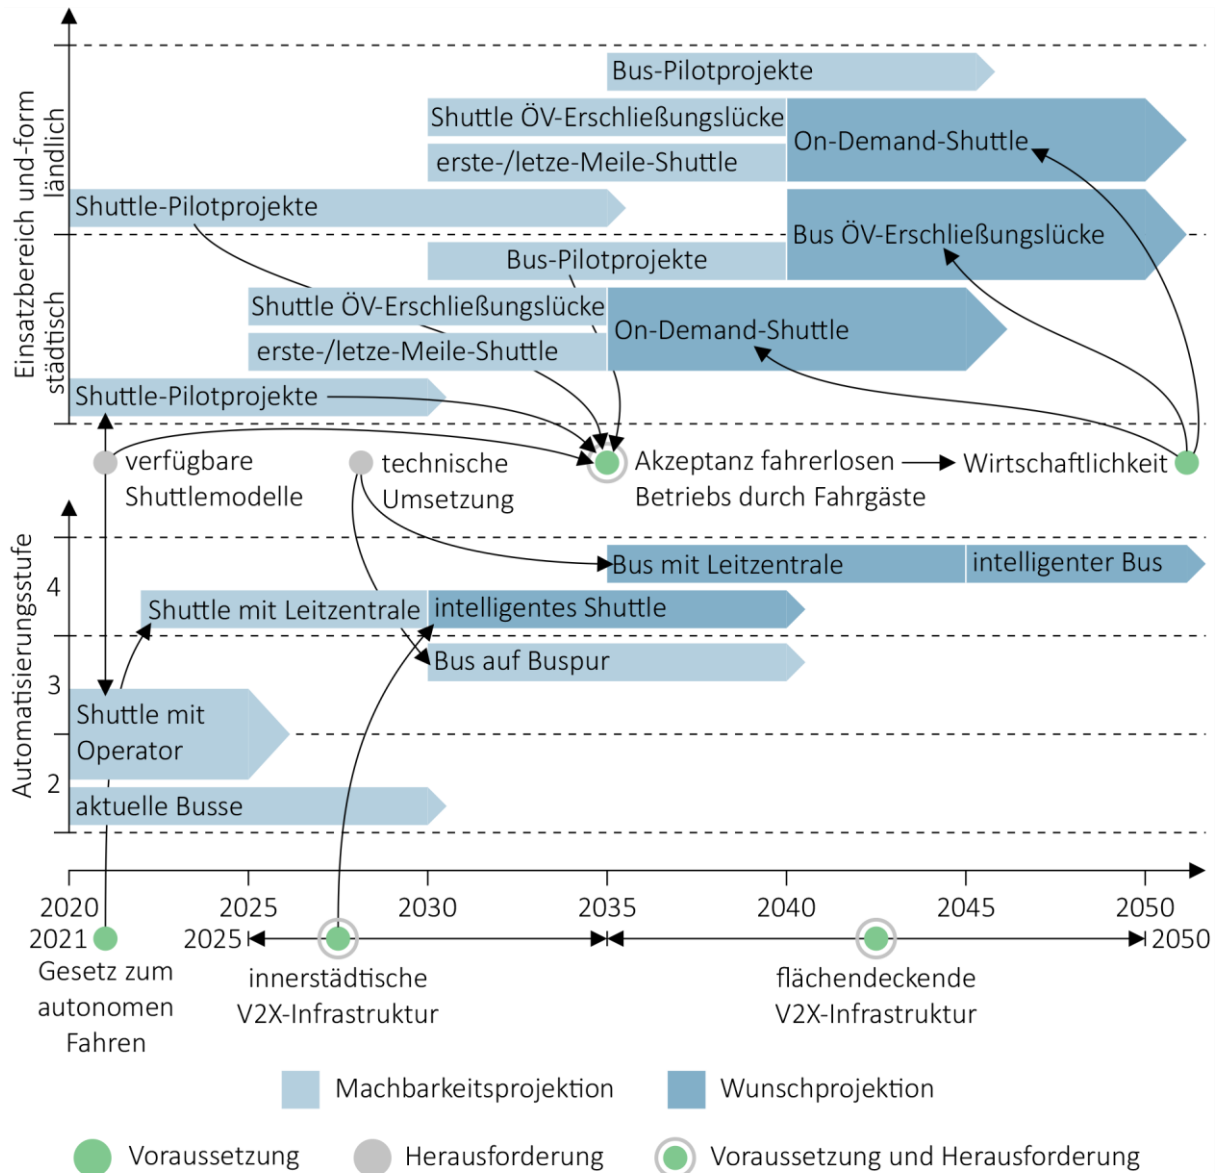 Einsatzbereich und-form
ländlich
städtisch
Bus-Pilotprojekte
Shuttle ÖV-Erschließungslücke
erste-/letze-Meile-Shuttle
On-Demand-Shuttle
Shuttle-Pilotprojekte
Bus ÖV-Erschließungslücke
Bus-Pilotprojekte
Shuttle ÖV-Erschließungslücke
erste-/letze-Meile-Shuttle
On-Demand-Shuttle
Shuttle-Pilotprojekte
verfügbare
Shuttlemodelle
technische
Umsetzung
Akzeptanz fahrerlosen
Betriebs durch Fahrgäste
Wirtschaftlichkeit
Automatisierungsstufe
4
3
2
Bus mit Leitzentrale
intelligenter Bus
Shuttle mit Leitzentrale
intelligentes Shuttle
Bus auf Buspur
Shuttle mit
Operator
aktuelle Busse
2020 2025 2030 2035 2040 2045 2050
2021 2025 2050
Gesetz zum
autonomen
Fahren
innerstädtische
V2X-Infrastruktur
flächendeckende
V2X-Infrastruktur
Machbarkeitsprojektion
Wunschprojektion
Voraussetzung
Herausforderung
Voraussetzung und Herausforderung